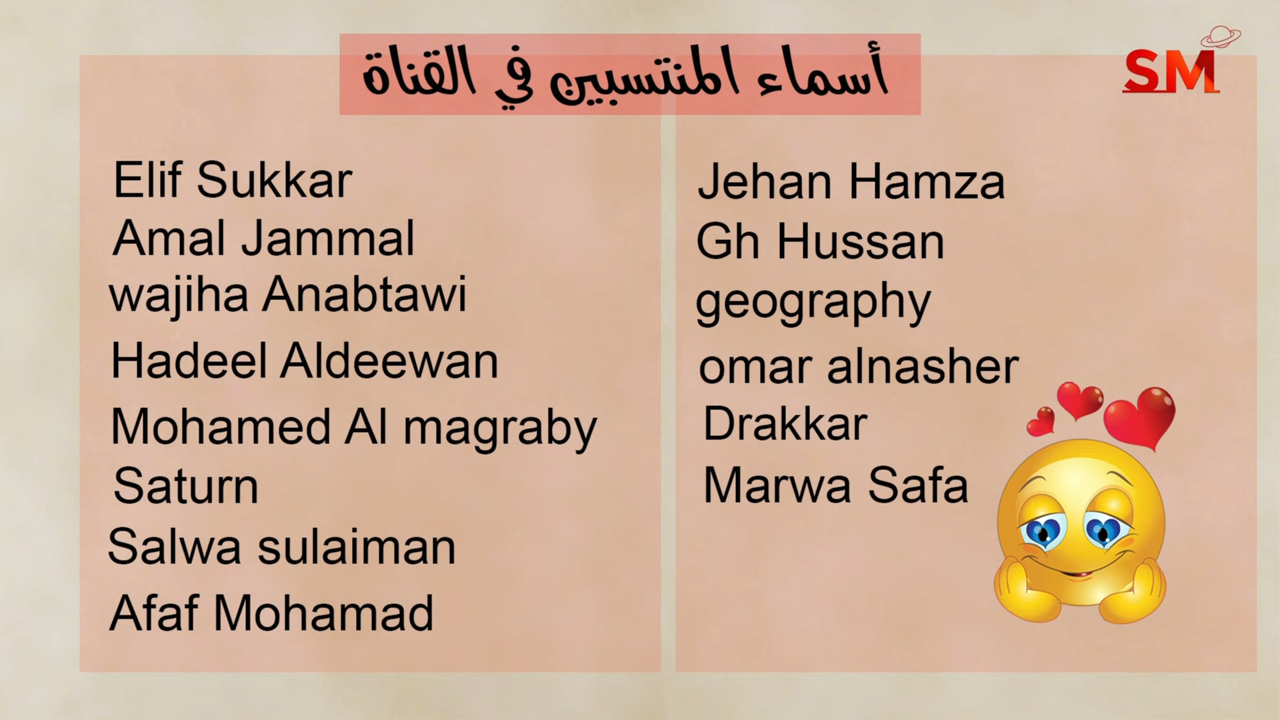 أسماء المنتسبين في القناة
SM
Elif Sukkar
Amal Jammal
wajiha Anabtawi
Hadeel Aldeewan
Mohamed Al magraby
Saturn
Salwa sulaiman
Afaf Mohamad
Jehan Hamza
Gh Hussan
geography
omar alnasher
Drakkar
Marwa Safa